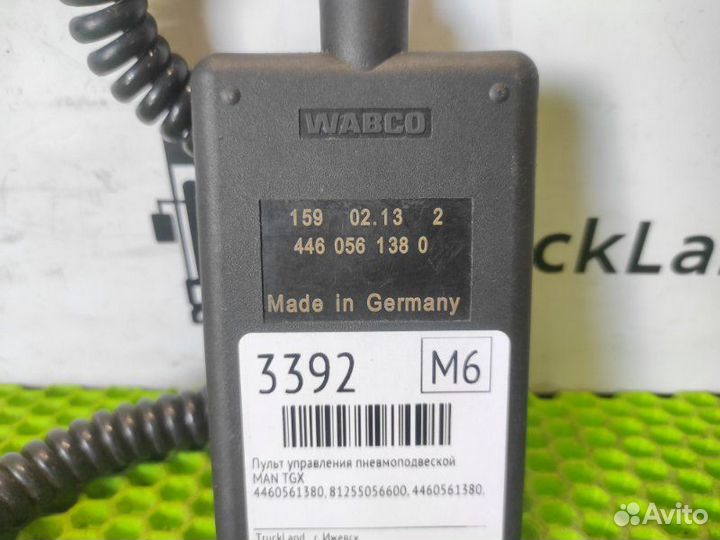 WABCO
159 02.13 2
446 056 138 0
Made in Germany
ckLa
3392
M6
Пульт управления пневмоподвеской
MAN TGX
4460561380, 81255056600, 4460561380,
TruckLand, г. Ижевск
Avito